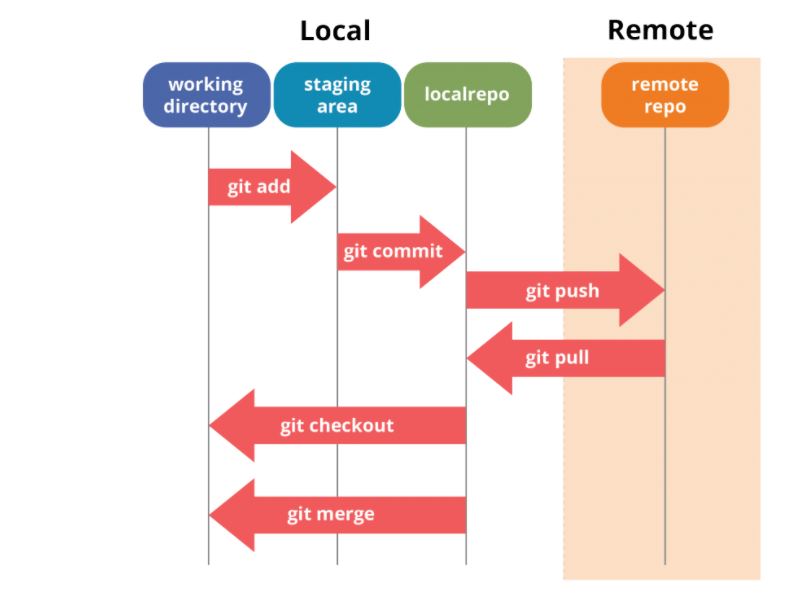 Local
Remote
working
directory
staging
area
localrepo
remote
repo
git add
git commit
git push
git pull
git checkout
git merge